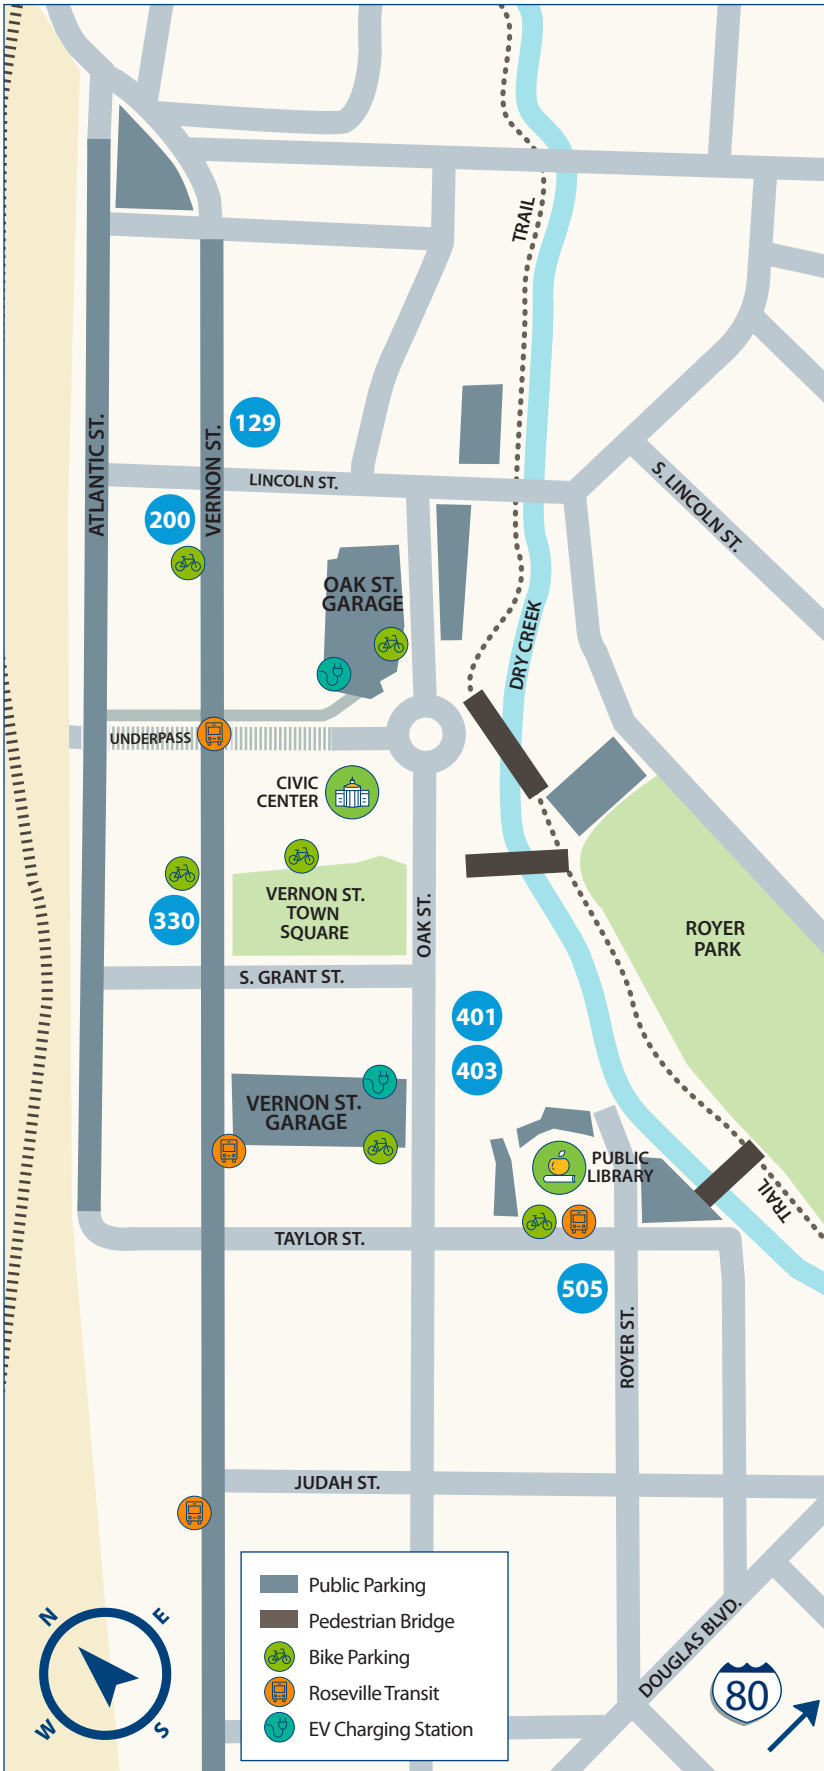 TRAIL
ATLANTIC ST.
VERNON ST.
129
LINCOLN ST.
S. LINCOLN ST.
200
OAK ST.
GARAGE
DRY CREEK
UNDERPASS
CIVIC
CENTER
330
VERNON ST.
TOWN
SQUARE
OAK ST.
ROYER
PARK
S. GRANT ST.
401
403
VERNON ST.
GARAGE
PUBLIC
LIBRARY
TRAIL
TAYLOR ST.
505
ROYER ST.
JUDAH ST.
Public Parking
Pedestrian Bridge
Bike Parking
Roseville Transit
EV Charging Station
N
E
W
S
DOUGLAS BLVD.
80